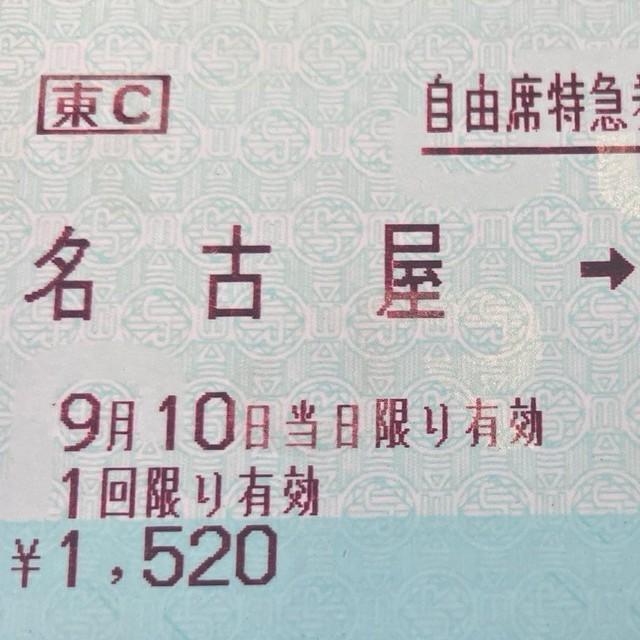 東C
自由席特急券
名古屋→
9月10日当日限り有効
1回限り有効
¥1,520